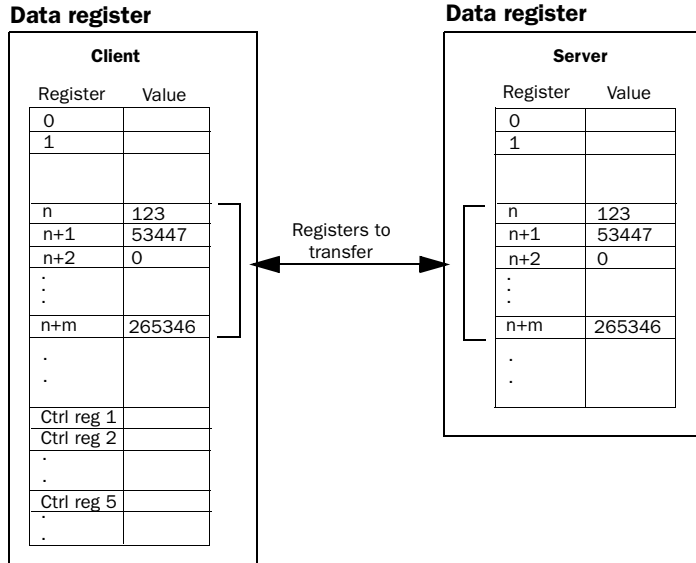 Data register
Client
Register Value
0
1
n 123
n+1 53447
n+2 0
.
.
.
n+m 265346
.
.
Ctrl reg 1
Ctrl reg 2
.
.
Ctrl reg 5
.
.
Registers to
transfer
Data register
Server
Register Value
0
1
n 123
n+1 53447
n+2 0
.
.
.
n+m 265346
.
.